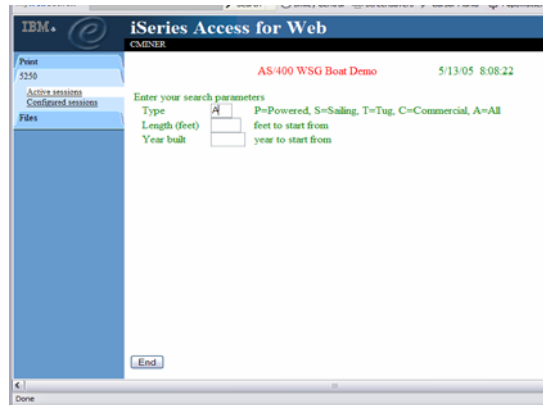 IBM.
iSeries Access for Web
CMINER
Print
5250
Active sessions
Configured sessions
Files
AS/400 WSG Boat Demo 5/13/05 8:08:22
Enter your search parameters
Type A P=Powered, S=Sailing, T=Tug, C=Commercial, A=All
Length (feet) feet to start from
Year built year to start from
End
Done